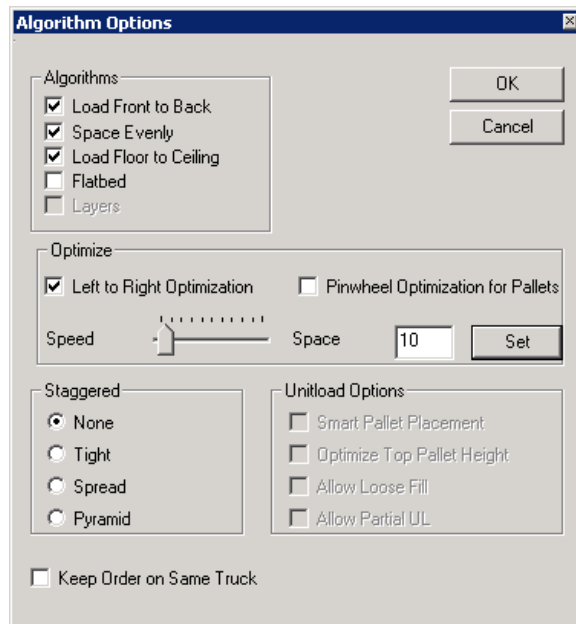 Algorithm Options
Algorithms
Load Front to Back
Space Evenly
Load Floor to Ceiling
Flatbed
Layers
OK
Cancel
Optimize
Left to Right Optimization
Pinwheel Optimization for Pallets
Speed
Space
10
Set
Staggered
None
Tight
Spread
Pyramid
Unitload Options
Smart Pallet Placement
Optimize Top Pallet Height
Allow Loose Fill
Allow Partial UL
Keep Order on Same Truck